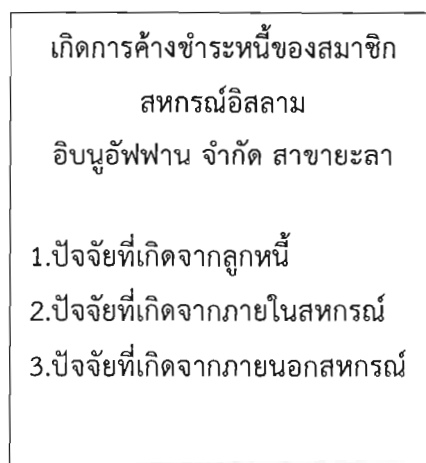 เกิดการค้างชำระหนี้ของสมาชิก
สหกรณ์อิสลาม
อิบนูอัฟฟาน จำกัด สาขายะลา
1.ปัจจัยที่เกิดจากลูกหนี้
2.ปัจจัยที่เกิดจากภายในสหกรณ์
3.ปัจจัยที่เกิดจากภายนอกสหกรณ์